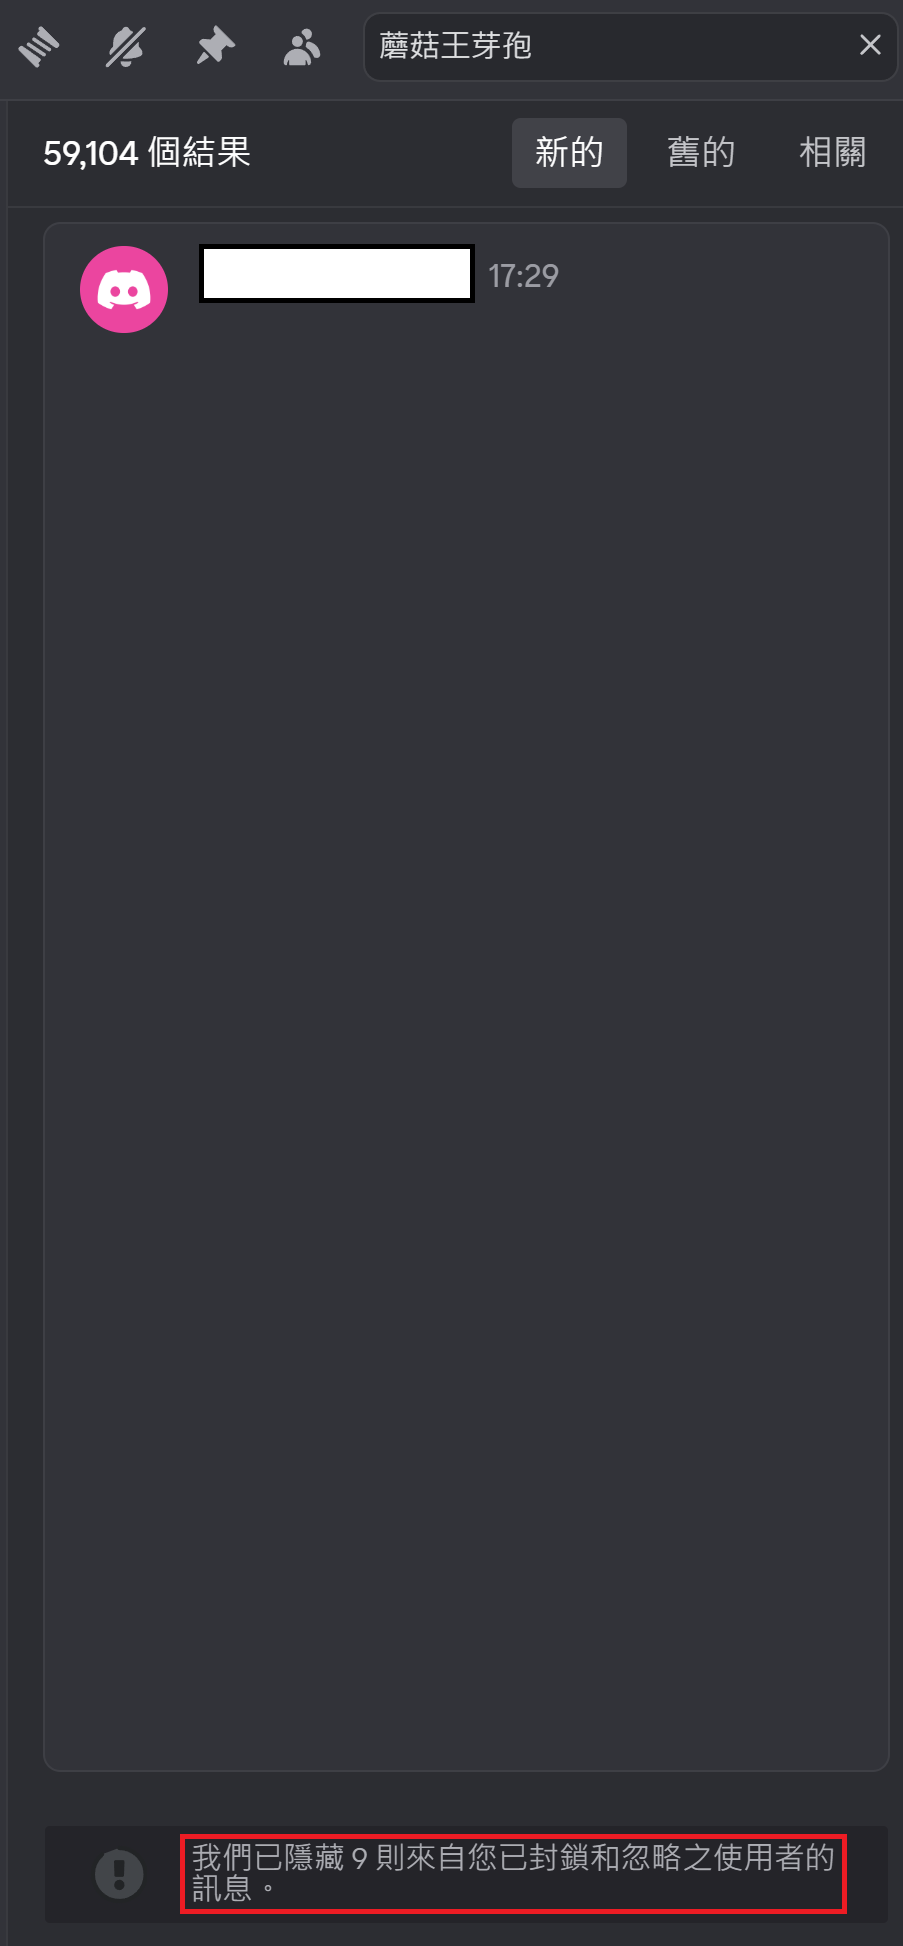 蘑菇王芽孢
59,104 個結果
新的
舊的
相關
17:29
我們已隱藏 9 則來自您已封鎖和忽略之使用者的
訊息。